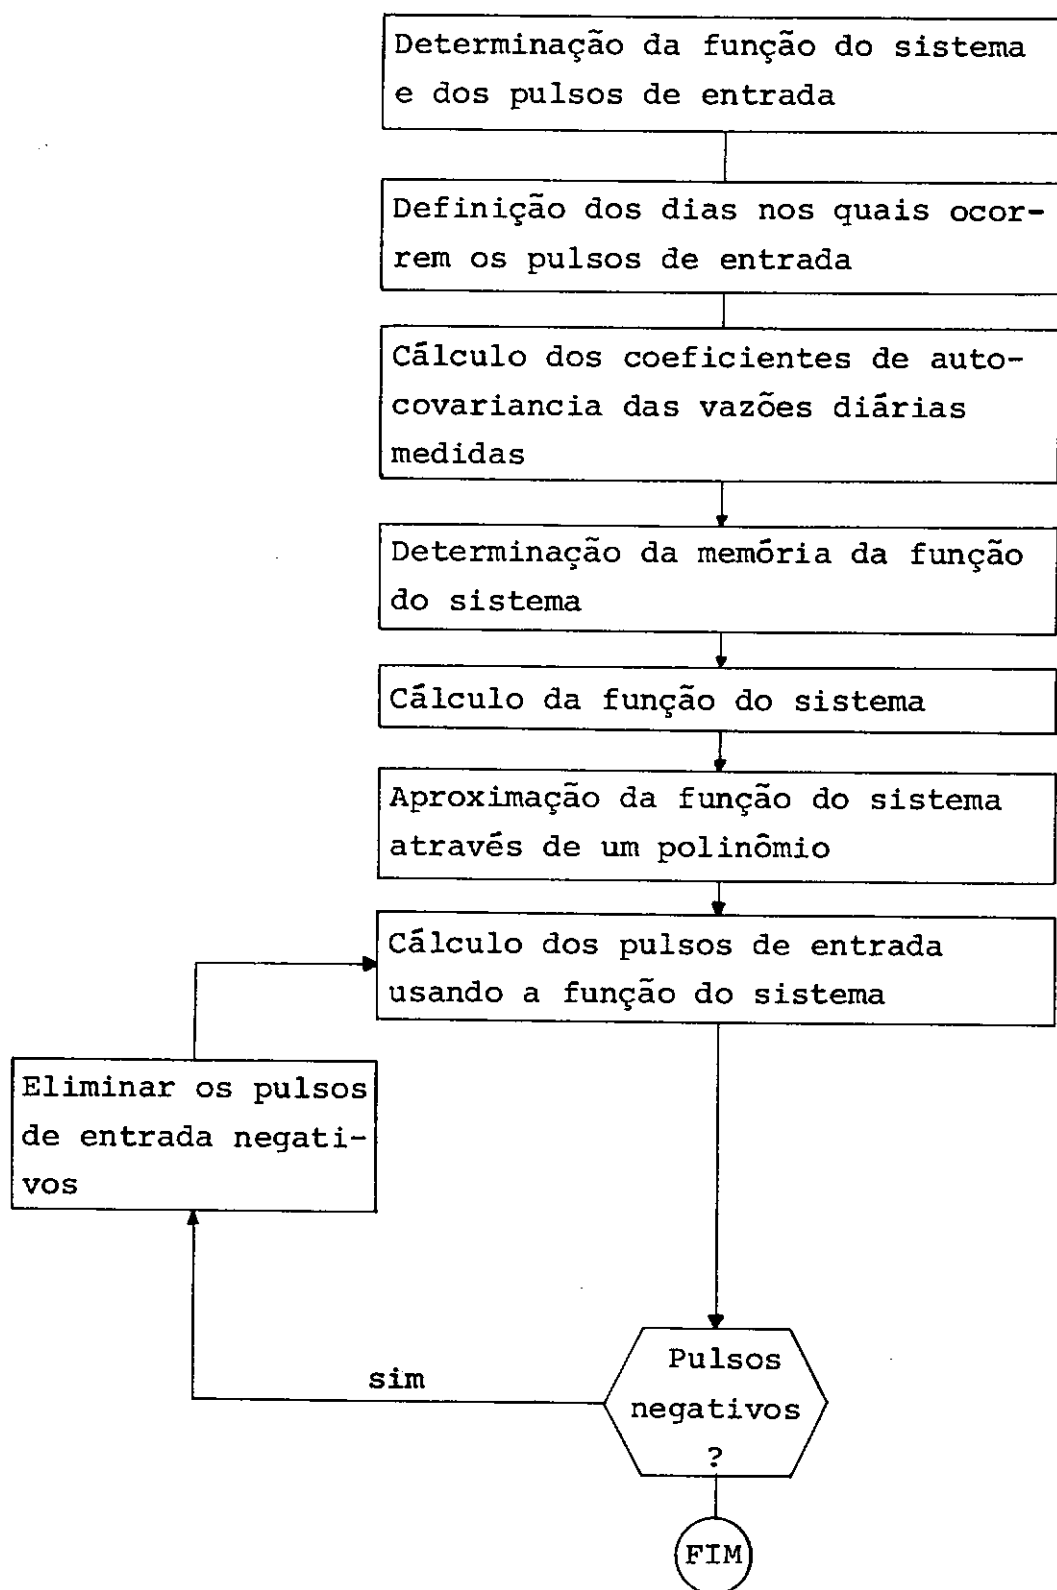 Determinação da função do sistema
e dos pulsos de entrada
Definição dos dias nos quais ocor-
rem os pulsos de entrada
Cálculo dos coeficientes de auto-
covariancia das vazões diárias
medidas
Determinação da memória da função
do sistema
Cálculo da função do sistema
Aproximação da função do sistema
através de um polinômio
Cálculo dos pulsos de entrada
usando a função do sistema
Eliminar os pulsos
de entrada negati-
vos
sim
Pulsos
negativos
?
FIM